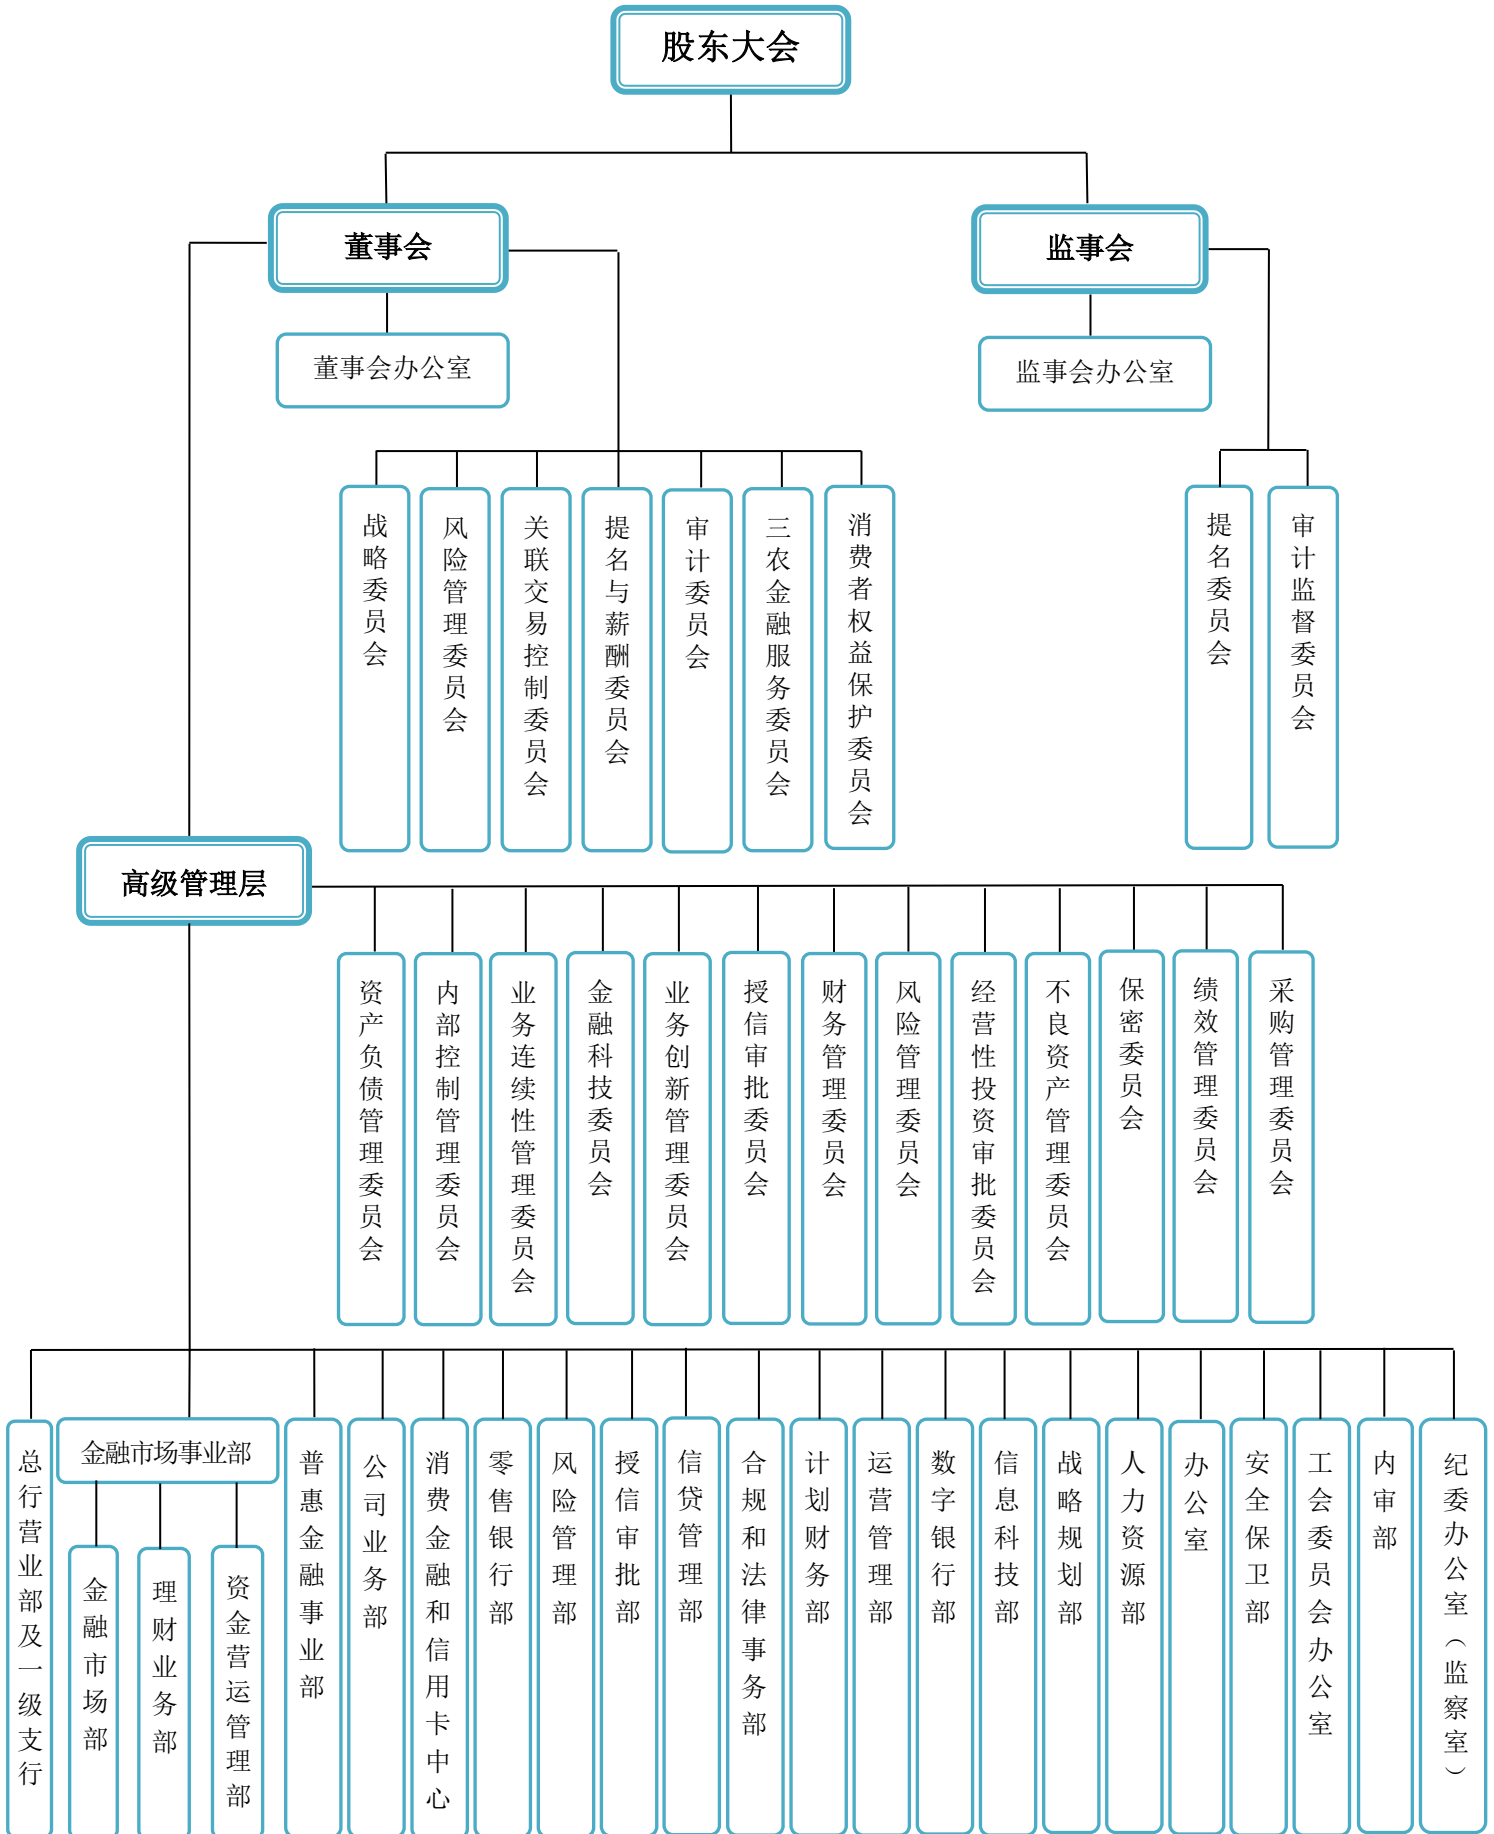 股东大会
董事会
监事会
董事会办公室
监事会办公室
战略委员会
风险管理委员会
关联交易控制委员会
提名与薪酬委员会
审计委员会
三农金融服务委员会
消费者权益保护委员会
提名委员会
审计监督委员会
高级管理层
资产负债管理委员会
内部控制管理委员会
业务连续性管理委员会
金融科技委员会
业务创新管理委员会
授信审批委员会
财务管理委员会
风险管理委员会
经营性投资审批委员会
不良资产管理委员会
保密委员会
绩效管理委员会
采购管理委员会
总行营业部及一级支行
金融市场事业部
金融市场部
理财业务部
资金营运管理部
普惠金融事业部
公司业务部
消费金融和信用卡中心
零售银行部
风险管理部
授信审批部
信贷管理部
合规和法律事务部
计划财务部
运营管理部
数字银行部
信息科技部
战略规划部
人力资源部
办公室
安全保卫部
工会委员会办公室
内审部
纪委办公室（监察室）